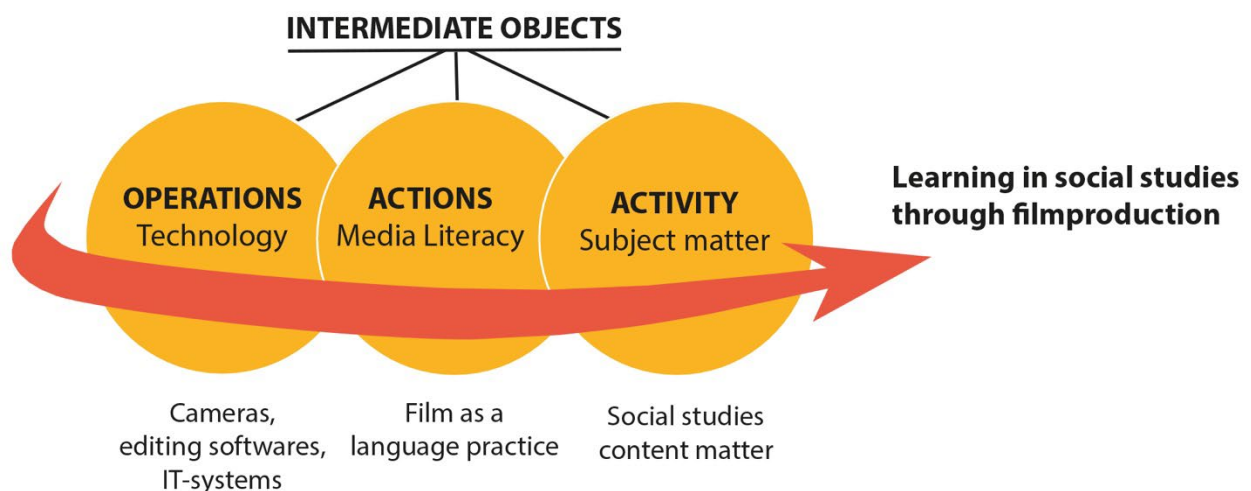 INTERMEDIATE OBJECTS
OPERATIONS
Technology
ACTIONS
Media Literacy
ACTIVITY
Subject matter
Learning in social studies
through filmproduction
Cameras,
editing softwares,
IT-systems
Film as a
language practice
Social studies
content matter